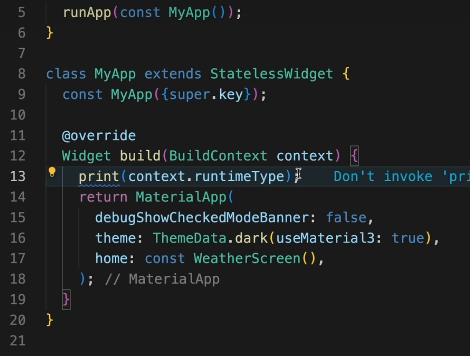 5 runApp(const MyApp());
6 }
7
8 class MyApp extends StatelessWidget {
9 const MyApp({super.key});
10
11 @override
12 Widget build(BuildContext context) {
13 print(context.runtimeType); Don't invoke 'pri
14 return MaterialApp(
15 debugShowCheckedModeBanner: false,
16 theme: ThemeData.dark(useMaterial3: true),
17 home: const WeatherScreen(),
18 ); // MaterialApp
19 }
20 }
21